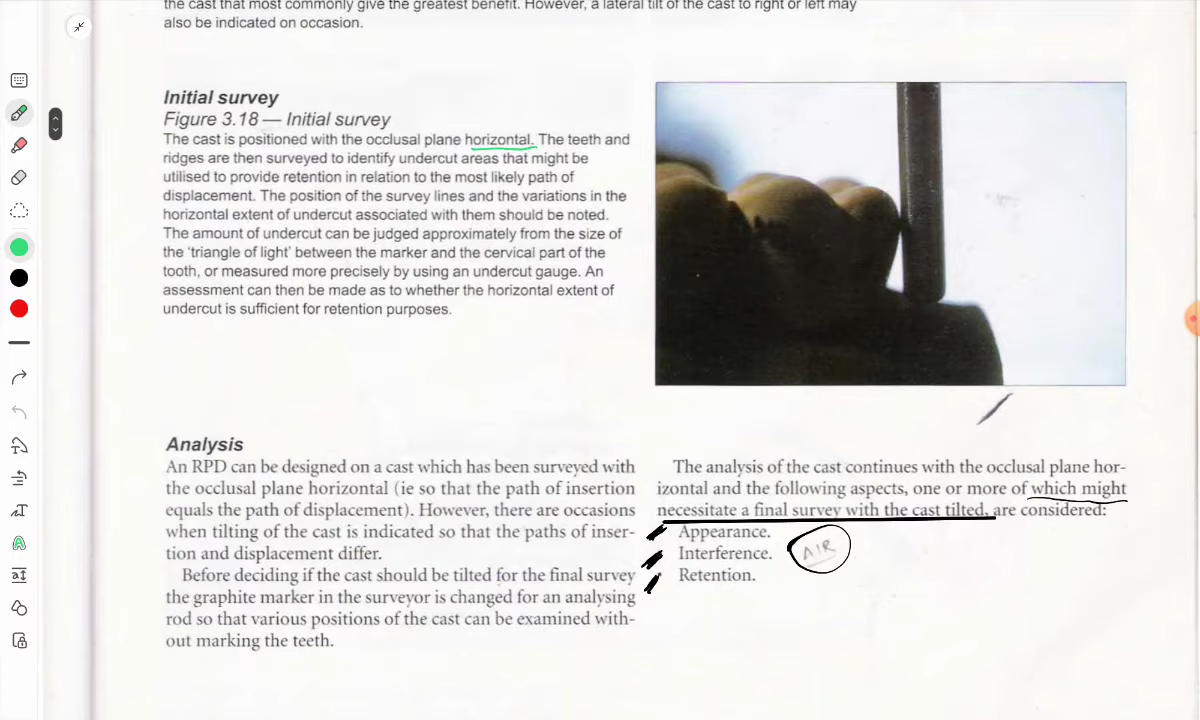 the cast that most commonly give the greatest benefit. However, a lateral tilt of the cast to right or left may
also be indicated on occasion.
Initial survey
Figure 3.18 — Initial survey
The cast is positioned with the occlusal plane horizontal. The teeth and
ridges are then surveyed to identify undercut areas that might be
utilised to provide retention in relation to the most likely path of
displacement. The position of the survey lines and the variations in the
horizontal extent of undercut associated with them should be noted.
The amount of undercut can be judged approximately from the size of
the 'triangle of light' between the marker and the cervical part of the
tooth, or measured more precisely by using an undercut gauge. An
assessment can then be made as to whether the horizontal extent of
undercut is sufficient for retention purposes.
Analysis
An RPD can be designed on a cast which has been surveyed with
the occlusal plane horizontal (ie so that the path of insertion
equals the path of displacement). However, there are occasions
when tilting of the cast is indicated so that the paths of inser-
tion and displacement differ.
Before deciding if the cast should be tilted for the final survey
the graphite marker in the surveyor is changed for an analysing
rod so that various positions of the cast can be examined with-
out marking the teeth.
The analysis of the cast continues with the occlusal plane hor-
izontal and the following aspects, one or more of which might
necessitate a final survey with the cast tilted, are considered:
Appearance.
Interference.
Retention.
AIR